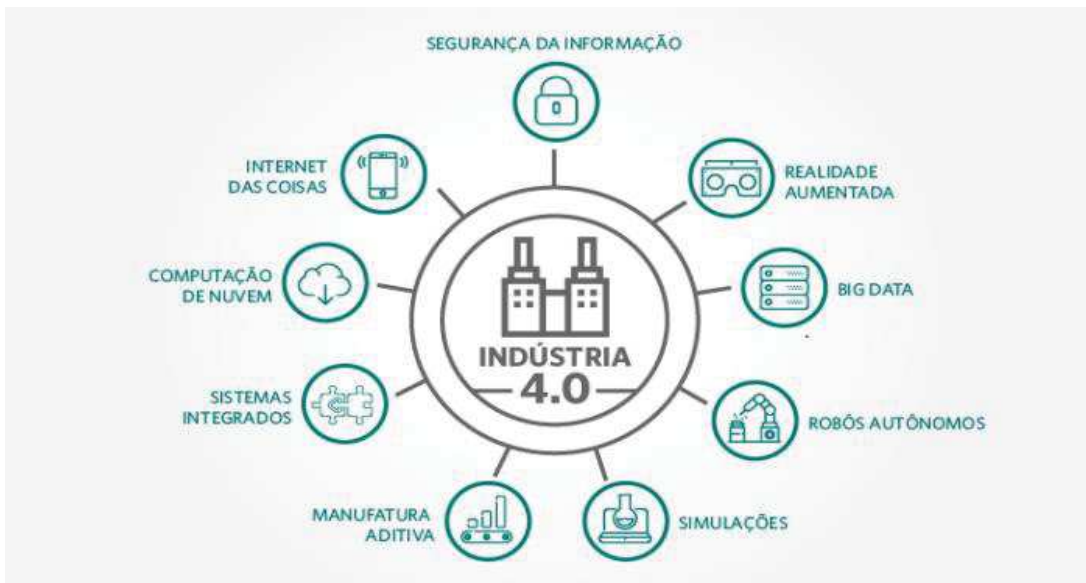 SEGURANÇA DA INFORMAÇÃO
INTERNET
DAS COISAS
REALIDADE
AUMENTADA
COMPUTAÇÃO
DE NUVEM
BIG DATA
INDÚSTRIA
4.0
SISTEMAS
INTEGRADOS
ROBÔS AUTÔNOMOS
MANUFATURA
ADITIVA
SIMULAÇÕES